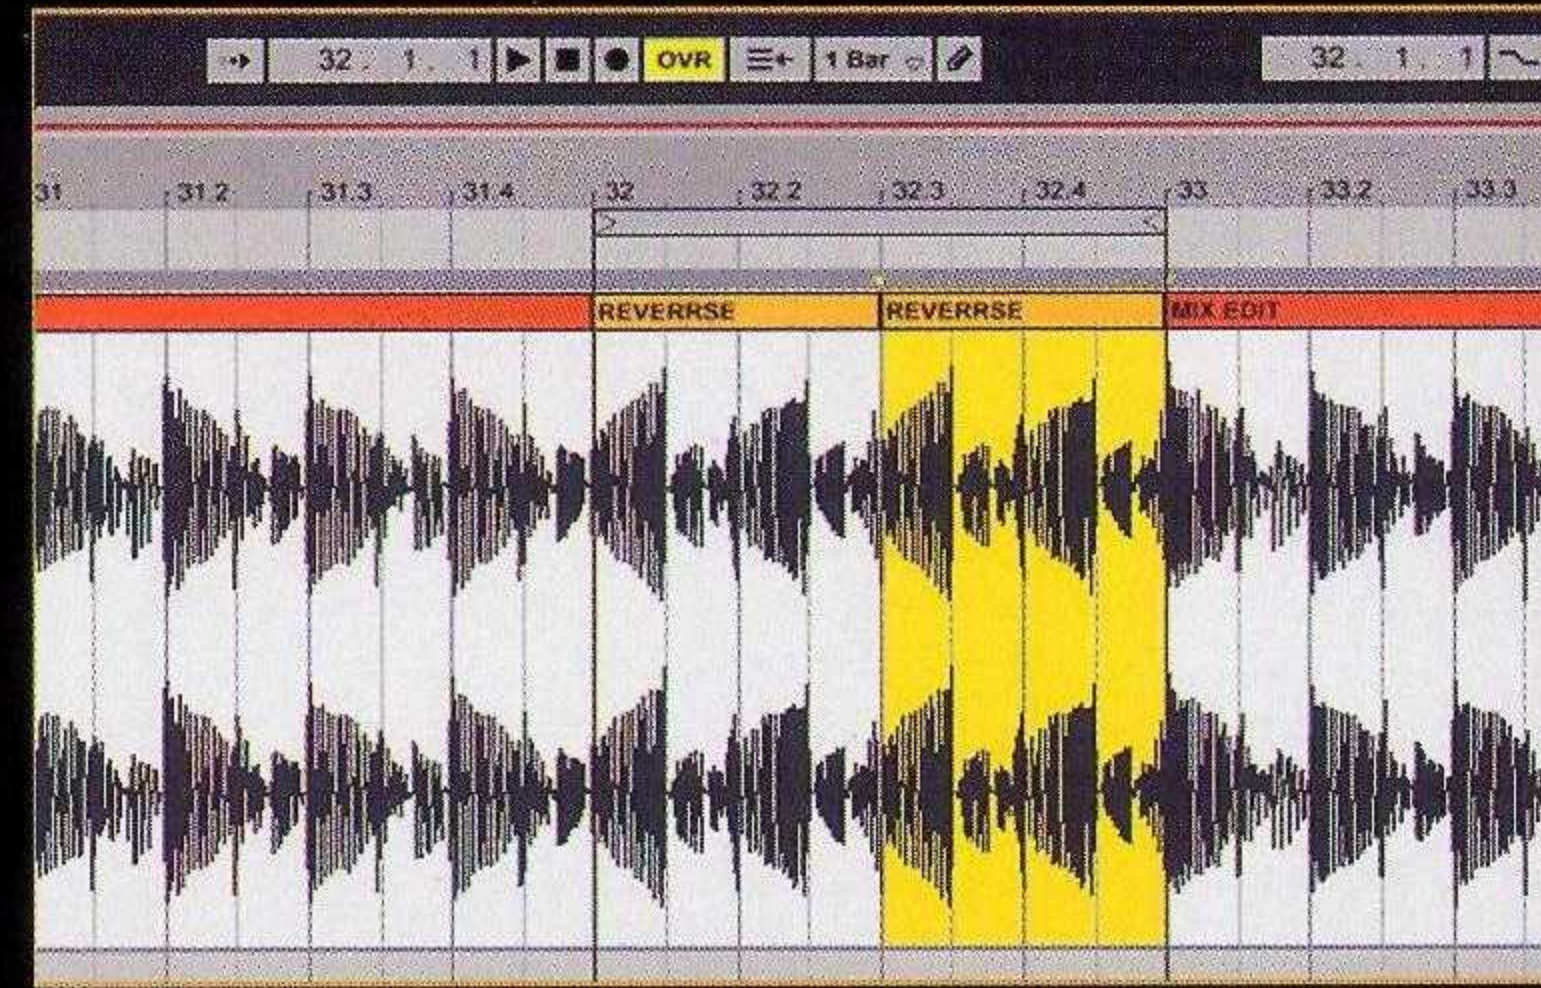 32. 1. 1 OVR 1 Bar 32. 1. 1
31 31.2 31.3 31.4 32 32.2 32.3 32.4 33 33.2 33.3
REVERRSE REVERRSE MIX EDIT